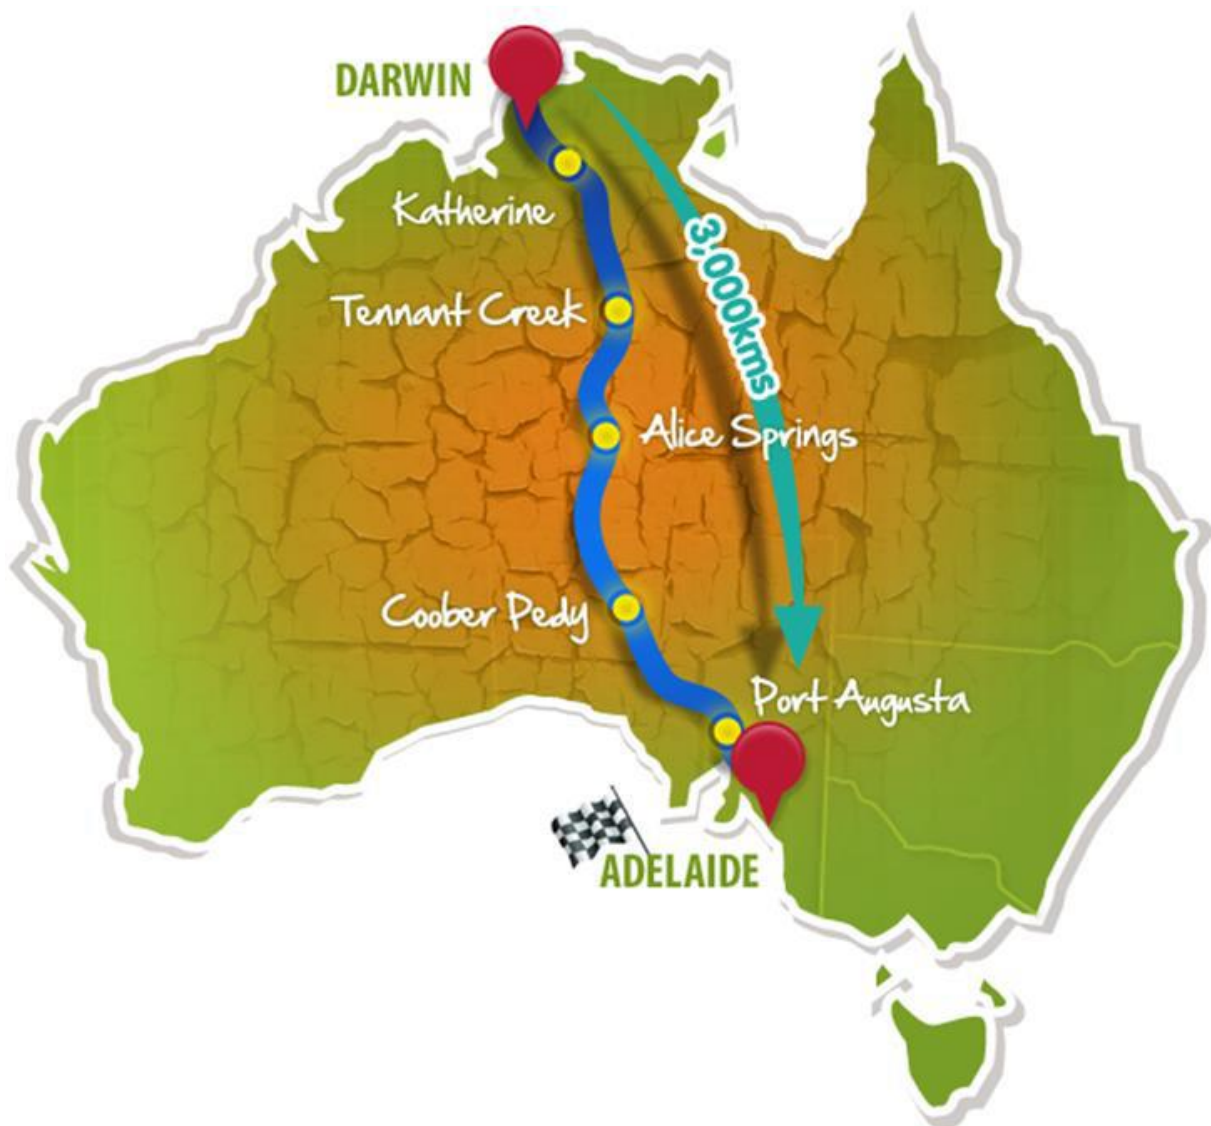 DARWIN
Katherine
3,000kms
Tennant Creek
Alice Springs
Coober Pedy
Port Augusta
ADELAIDE